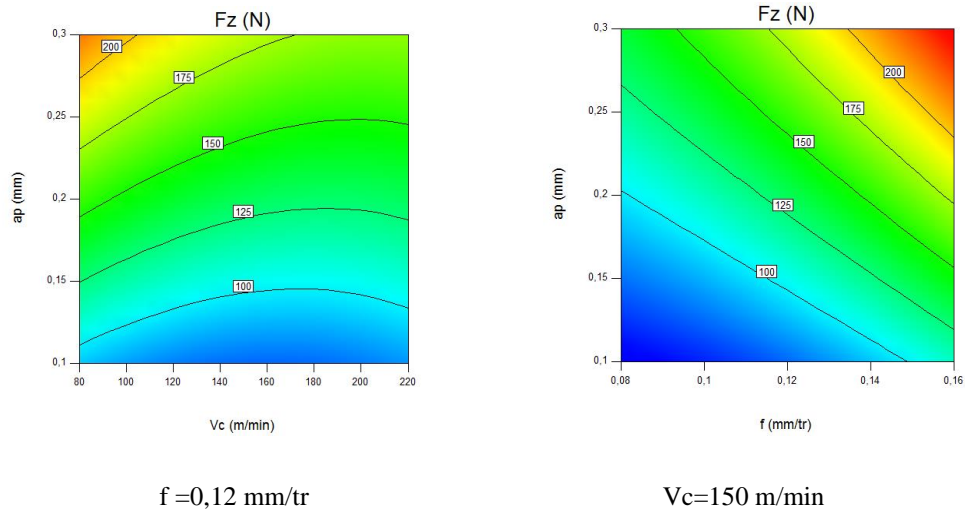 Fz (N)
0,3
0,25
0,2
0,15
0,1
ap (mm)
200
175
150
125
100
80 100 120 140 160 180 200 220
Vc (m/min)
f =0,12 mm/tr
Fz (N)
0,3
0,25
0,2
0,15
0,1
ap (mm)
200
175
150
125
100
0,08 0,1 0,12 0,14 0,16
f (mm/tr)
Vc=150 m/min